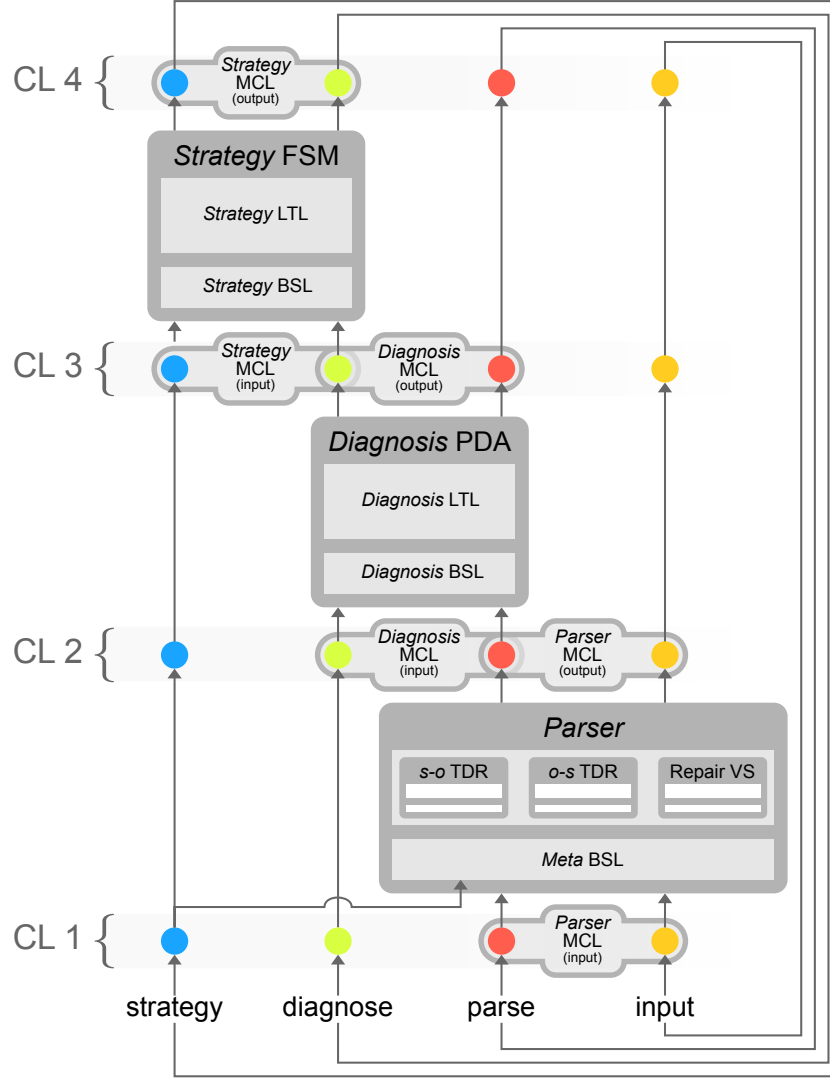 CL 4
Strategy
MCL
(output)
Strategy FSM
Strategy LTL
Strategy BSL
CL 3
Strategy
MCL
(input)
Diagnosis
MCL
(output)
Diagnosis PDA
Diagnosis LTL
Diagnosis BSL
CL 2
Diagnosis
MCL
(input)
Parser
MCL
(output)
Parser
s-o TDR
o-s TDR
Repair VS
Meta BSL
CL 1
Parser
MCL
(input)
strategy
diagnose
parse
input